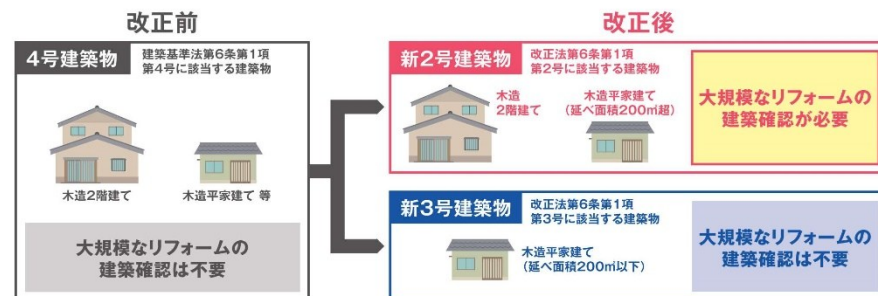 改正前
4号建築物
建築基準法第6条第1項
第4号に該当する建築物
木造2階建て
木造平家建て 等
大規模なリフォームの
建築確認は不要
改正後
新2号建築物
改正法第6条第1項
第2号に該当する建築物
木造
2階建て
木造平家建て
(延べ面積200㎡超)
大規模なリフォームの
建築確認が必要
新3号建築物
改正法第6条第1項
第3号に該当する建築物
木造平家建て
(延べ面積200㎡以下)
大規模なリフォームの
建築確認は不要